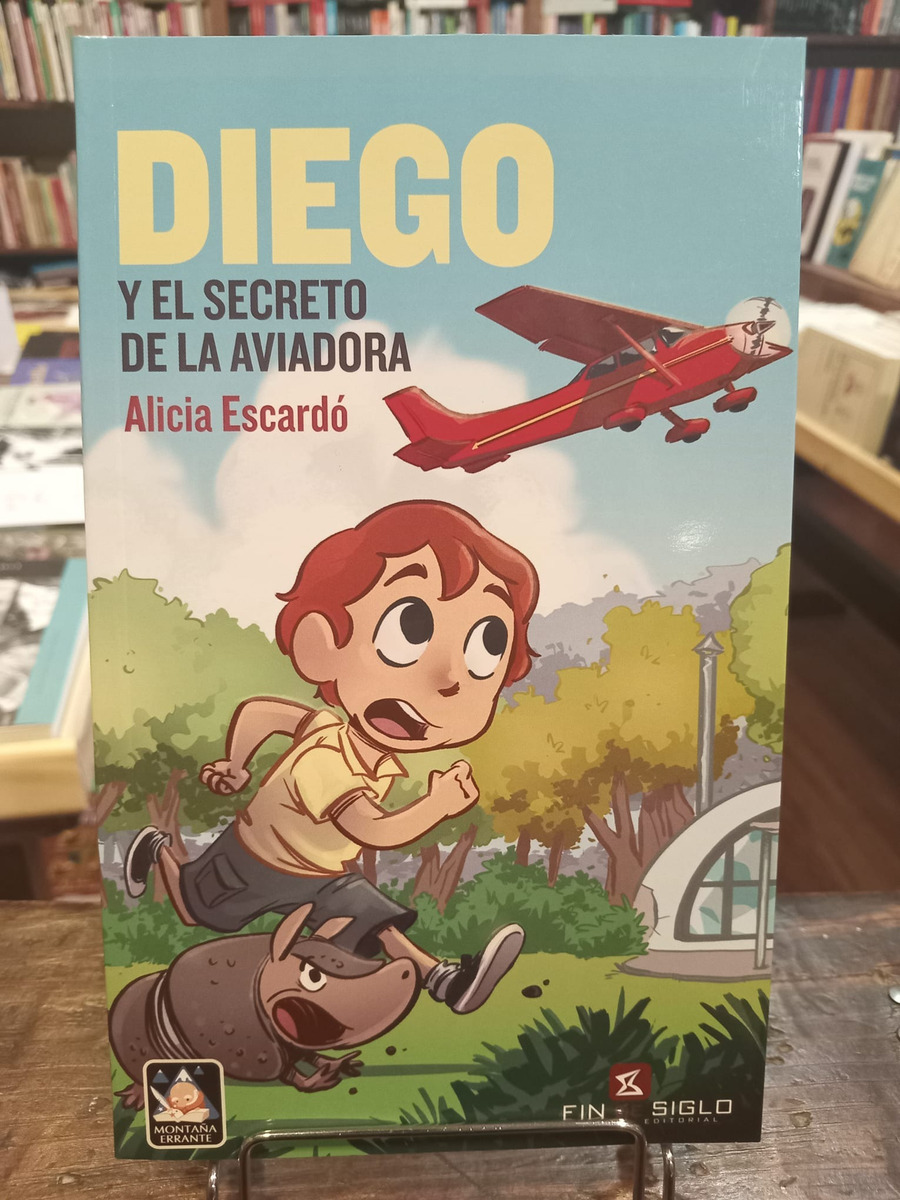 DIEGO
Y EL SECRETO
DE LA AVIADORA
Alicia Escardó
MONTAÑA
ERRANTE
FIN SIGLO
EDITORIAL